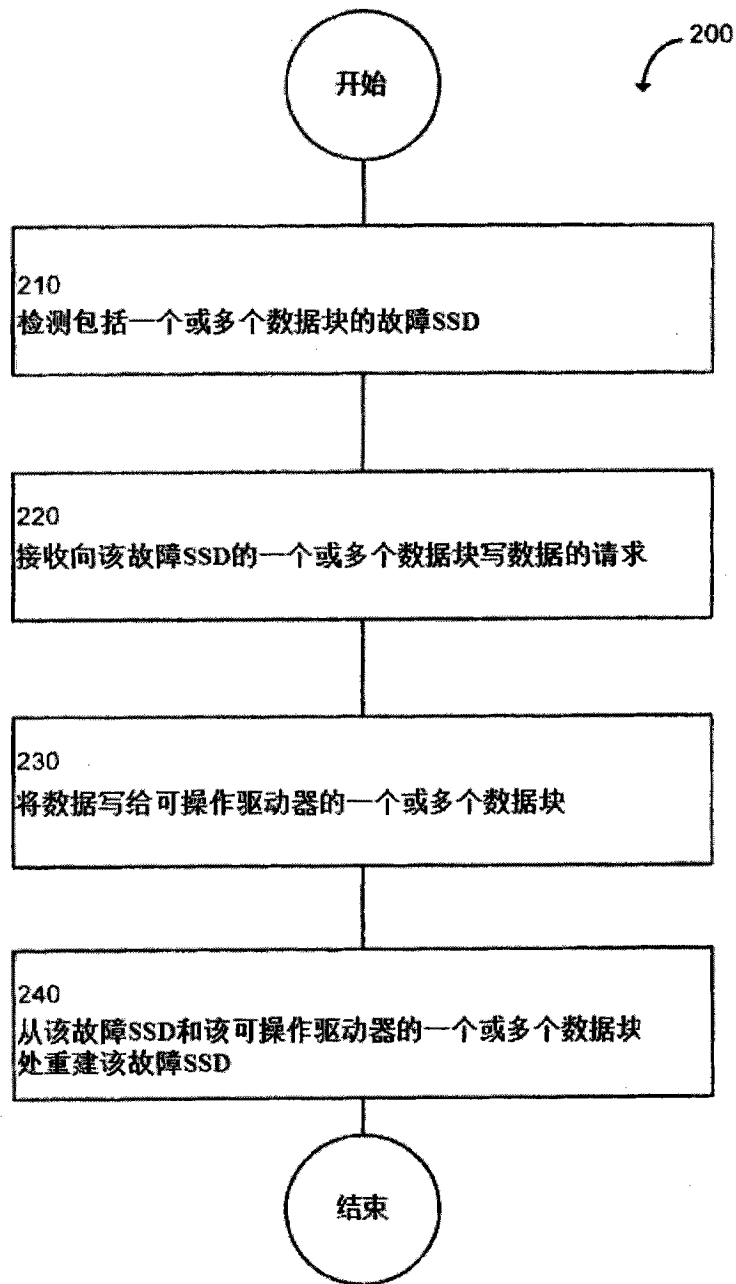 200
开始
210
检测包括一个或多个数据块的故障SSD
220
接收向该故障SSD的一个或多个数据块写数据的请求
230
将数据写给可操作驱动器的一个或多个数据块
240
从该故障SSD和该可操作驱动器的一个或多个数据块
处重建该故障SSD
结束